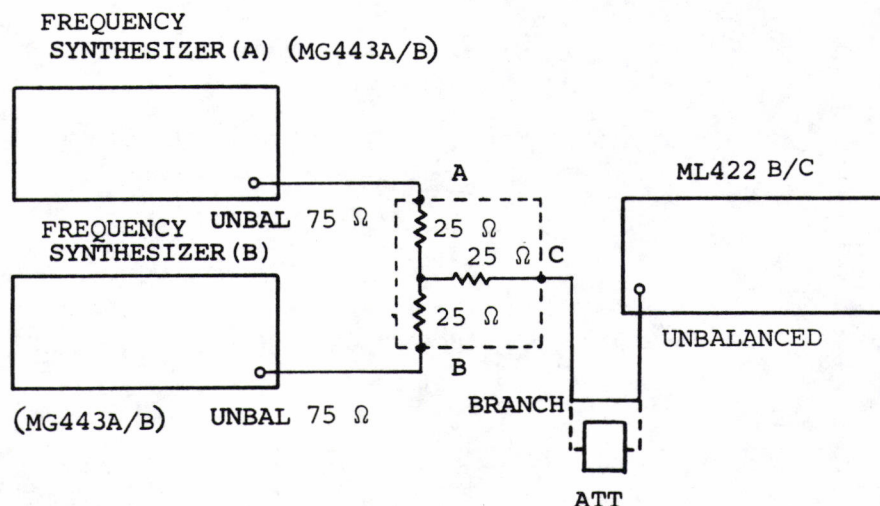 FREQUENCY
SYNTHESIZER(A) (MG443A/B)
A
ML422 B/C
UNBAL 75 Ω
25 Ω
FREQUENCY
SYNTHESIZER(B)
25 Ω
C
25 Ω
UNBALANCED
B
(MG443A/B)
UNBAL 75 Ω
BRANCH
ATT